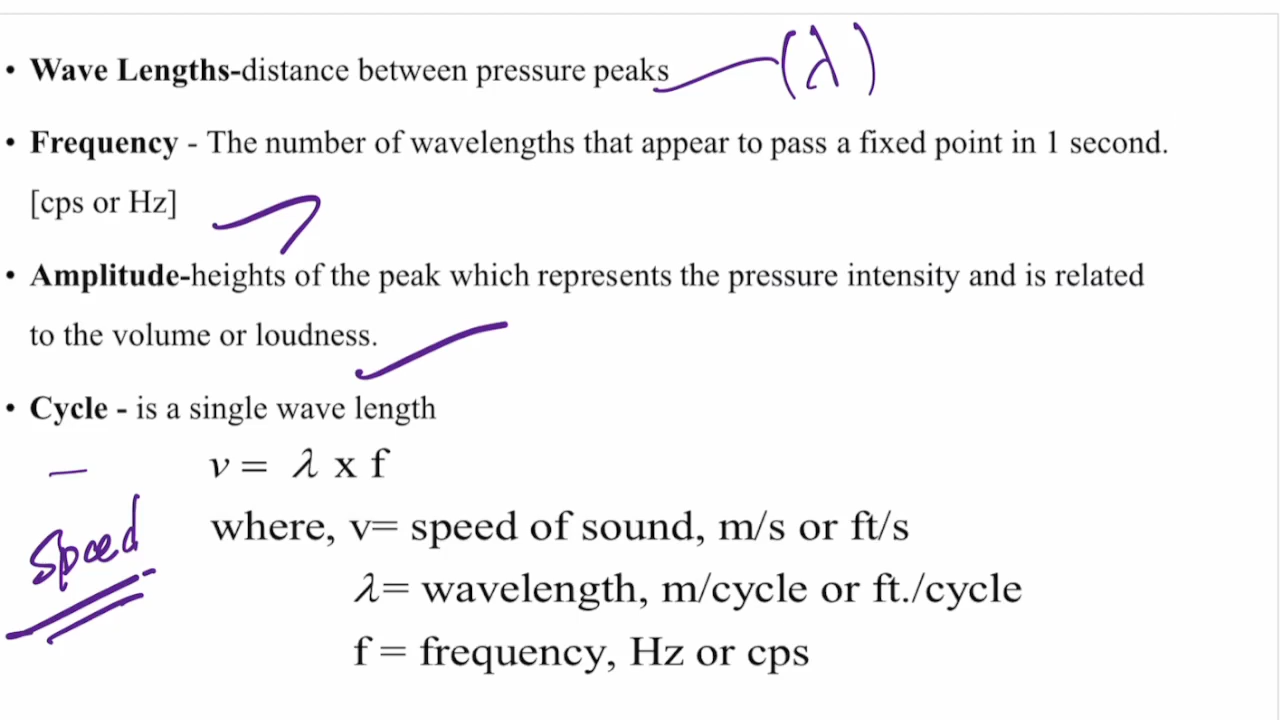 • Wave Lengths-distance between pressure peaks (λ)
• Frequency - The number of wavelengths that appear to pass a fixed point in 1 second.
[cps or Hz]
• Amplitude-heights of the peak which represents the pressure intensity and is related
to the volume or loudness.
• Cycle - is a single wave length
v = λ x f
Speed
where, v= speed of sound, m/s or ft/s
λ= wavelength, m/cycle or ft./cycle
f = frequency, Hz or cps